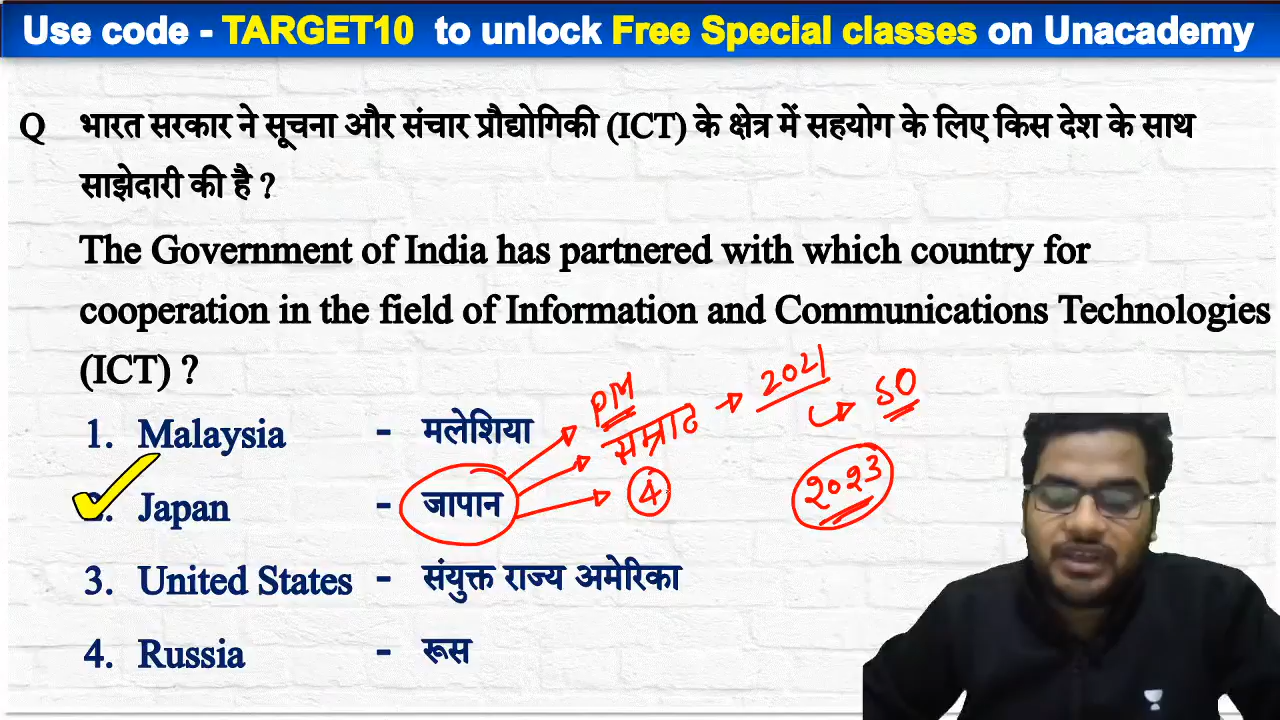 Use code - TARGET10 to unlock Free Special classes on Unacademy
Q भारत सरकार ने सूचना और संचार प्रौद्योगिकी (ICT) के क्षेत्र में सहयोग के लिए किस देश के साथ
साझेदारी की है ?
The Government of India has partnered with which country for
cooperation in the field of Information and Communications Technologies
(ICT) ?
PM
सम्राट
2021
50
1. Malaysia - मलेशिया
2. Japan - जापान
4
2023
3. United States - संयुक्त राज्य अमेरिका
4. Russia - रूस